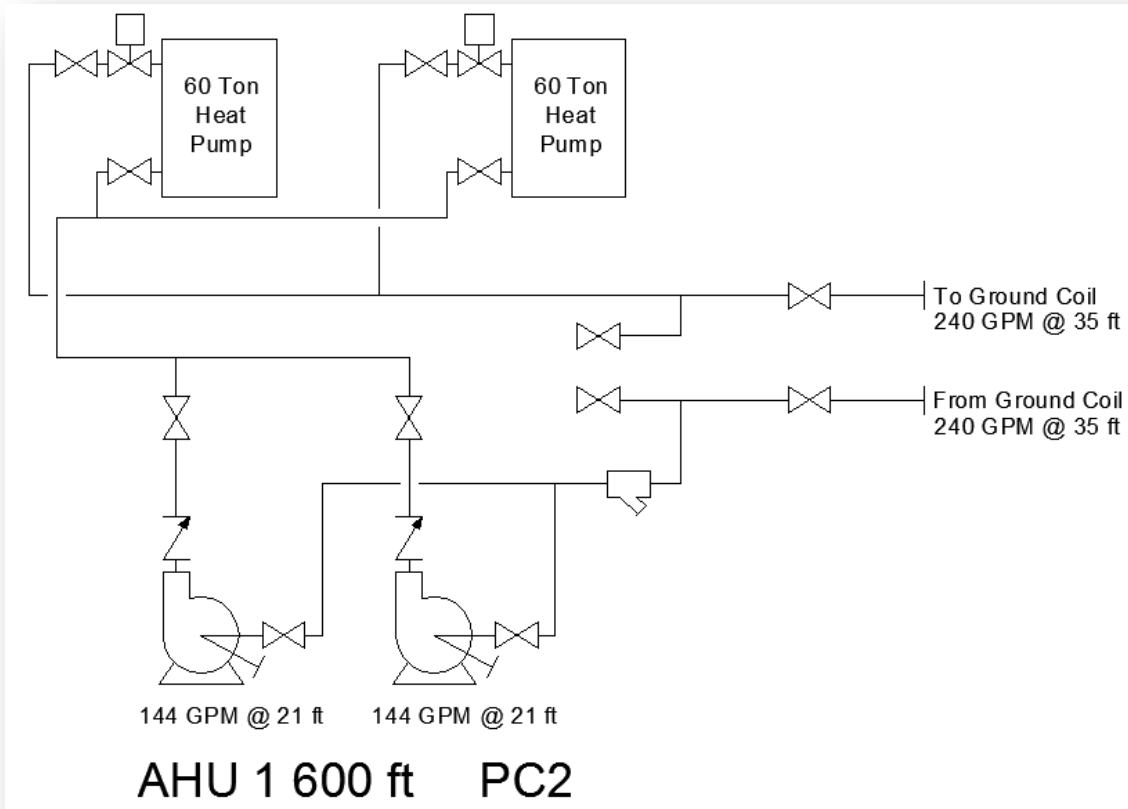 60 Ton
Heat
Pump
60 Ton
Heat
Pump
To Ground Coil
240 GPM @ 35 ft
From Ground Coil
240 GPM @ 35 ft
144 GPM @ 21 ft
144 GPM @ 21 ft
AHU 1 600 ft PC2